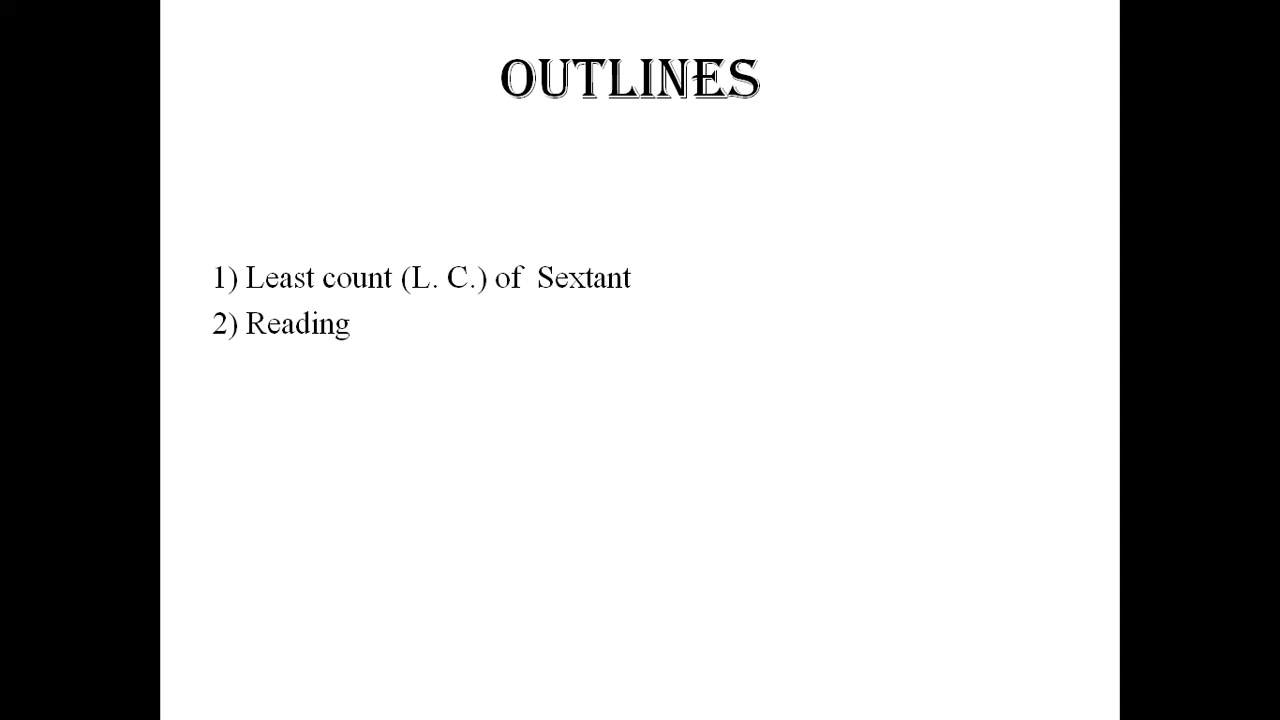 OUTLINES
1) Least count (L. C.) of Sextant
2) Reading